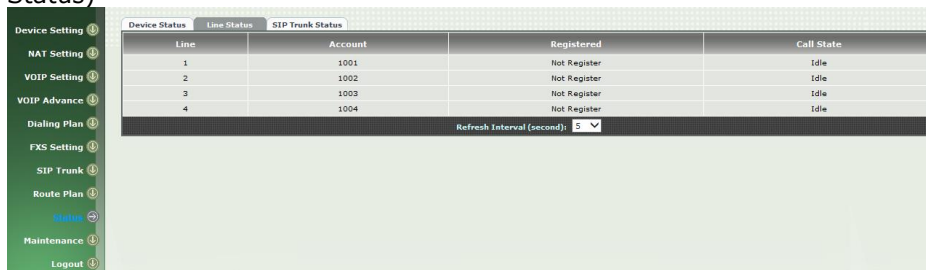 Status)
Device Setting
NAT Setting
VOIP Setting
VOIP Advance
Dialing Plan
FXS Setting
SIP Trunk
Route Plan
Status
Maintenance
Logout
Device Status Line Status SIP Trunk Status
Line Account Registered Call State
1 1001 Not Register Idle
2 1002 Not Register Idle
3 1003 Not Register Idle
4 1004 Not Register Idle
Refresh Interval (second): 5